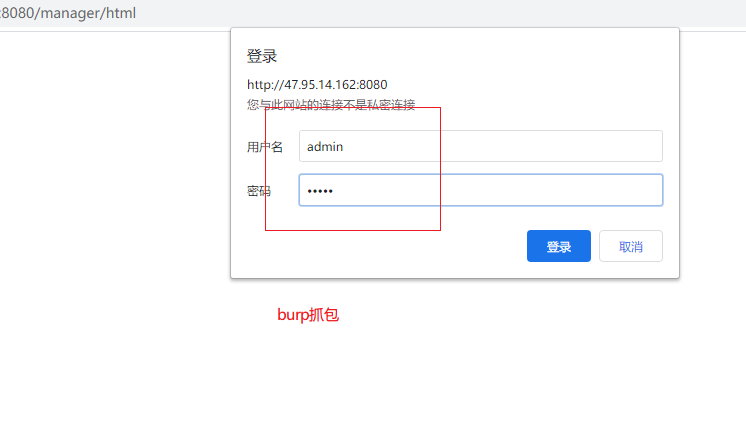 :8080/manager/html
登录
http://47.95.14.162:8080
您与此网站的连接不是私密连接
用户名 admin
密码 •••••
登录 取消
burp抓包